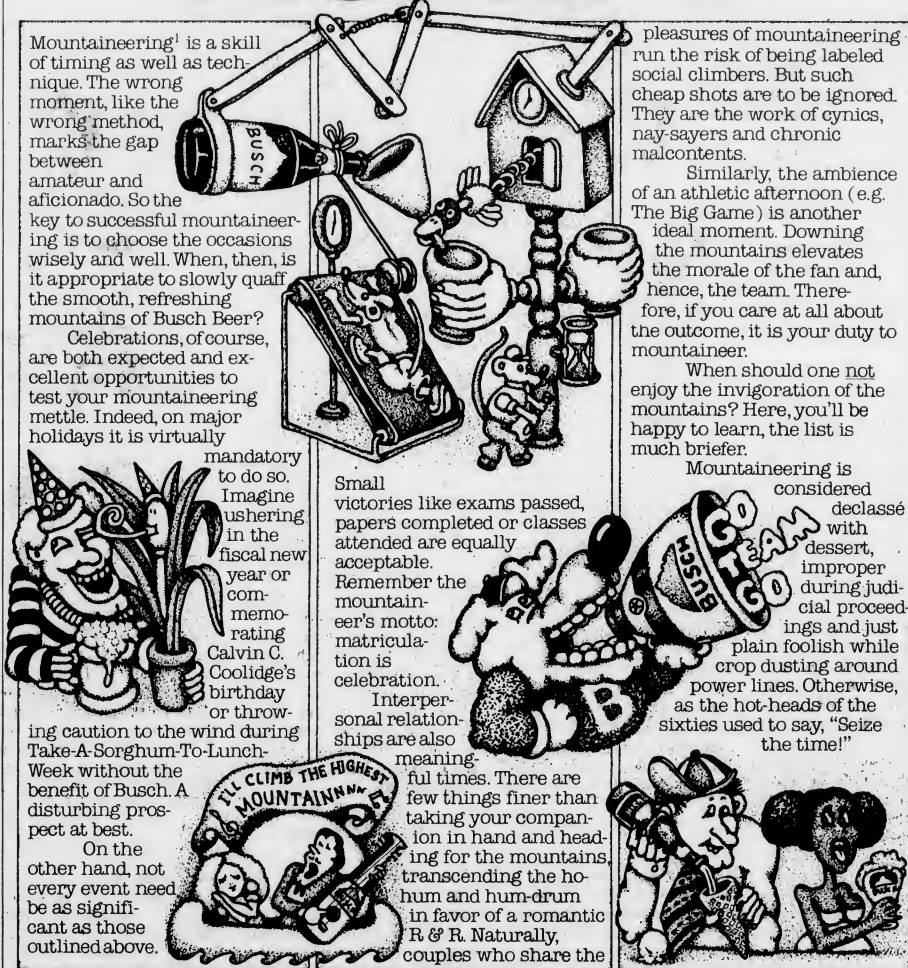 Mountaineering¹ is a skill
of timing as well as tech-
nique. The wrong
moment, like the
wrong method,
marks the gap
between
amateur and
aficionado. So the
key to successful mountaineer-
ing is to choose the occasions
wisely and well. When, then, is
it appropriate to slowly quaff
the smooth, refreshing
mountains of Busch Beer?
Celebrations, of course,
are both expected and ex-
cellent opportunities to
test your mountaineering
mettle. Indeed, on major
holidays it is virtually
mandatory
to do so.
Imagine
ushering
in the
fiscal new
year or
com-
memo-
rating
Calvin C.
Coolidge's
birthday
or throw-
ing caution to the wind during
Take-A-Sorghum-To-Lunch-
Week without the
benefit of Busch. A
disturbing pros-
pect at best.
On the
other hand, not
every event need
be as signifi-
cant as those
outlined above.
BUSCH
Small
victories like exams passed,
papers completed or classes
attended are equally
acceptable.
Remember the
mountain-
eer's motto:
matricula-
tion is
celebration.
Interper-
sonal relation-
ships are also
meaning-
ful times. There are
few things finer than
taking your compan-
ion in hand and head-
ing for the mountains,
transcending the ho-
hum and hum-drum
in favor of a romantic
R & R. Naturally,
couples who share the
I'LL CLIMB THE HIGHEST
MOUNTAINNNN
pleasures of mountaineering
run the risk of being labeled
social climbers. But such
cheap shots are to be ignored.
They are the work of cynics,
nay-sayers and chronic
malcontents.
Similarly, the ambience
of an athletic afternoon (e.g.
The Big Game) is another
ideal moment. Downing
the mountains elevates
the morale of the fan and,
hence, the team. There-
fore, if you care at all about
the outcome, it is your duty to
mountaineer.
When should one not
enjoy the invigoration of the
mountains? Here, you'll be
happy to learn, the list is
much briefer.
Mountaineering is
considered
declassé
with
dessert,
improper
during judi-
cial proceed-
ings and just
plain foolish while
crop dusting around
power lines. Otherwise,
as the hot-heads of the
sixties used to say, "Seize
the time!"
GO
TEAM
GO
BUSCH
B